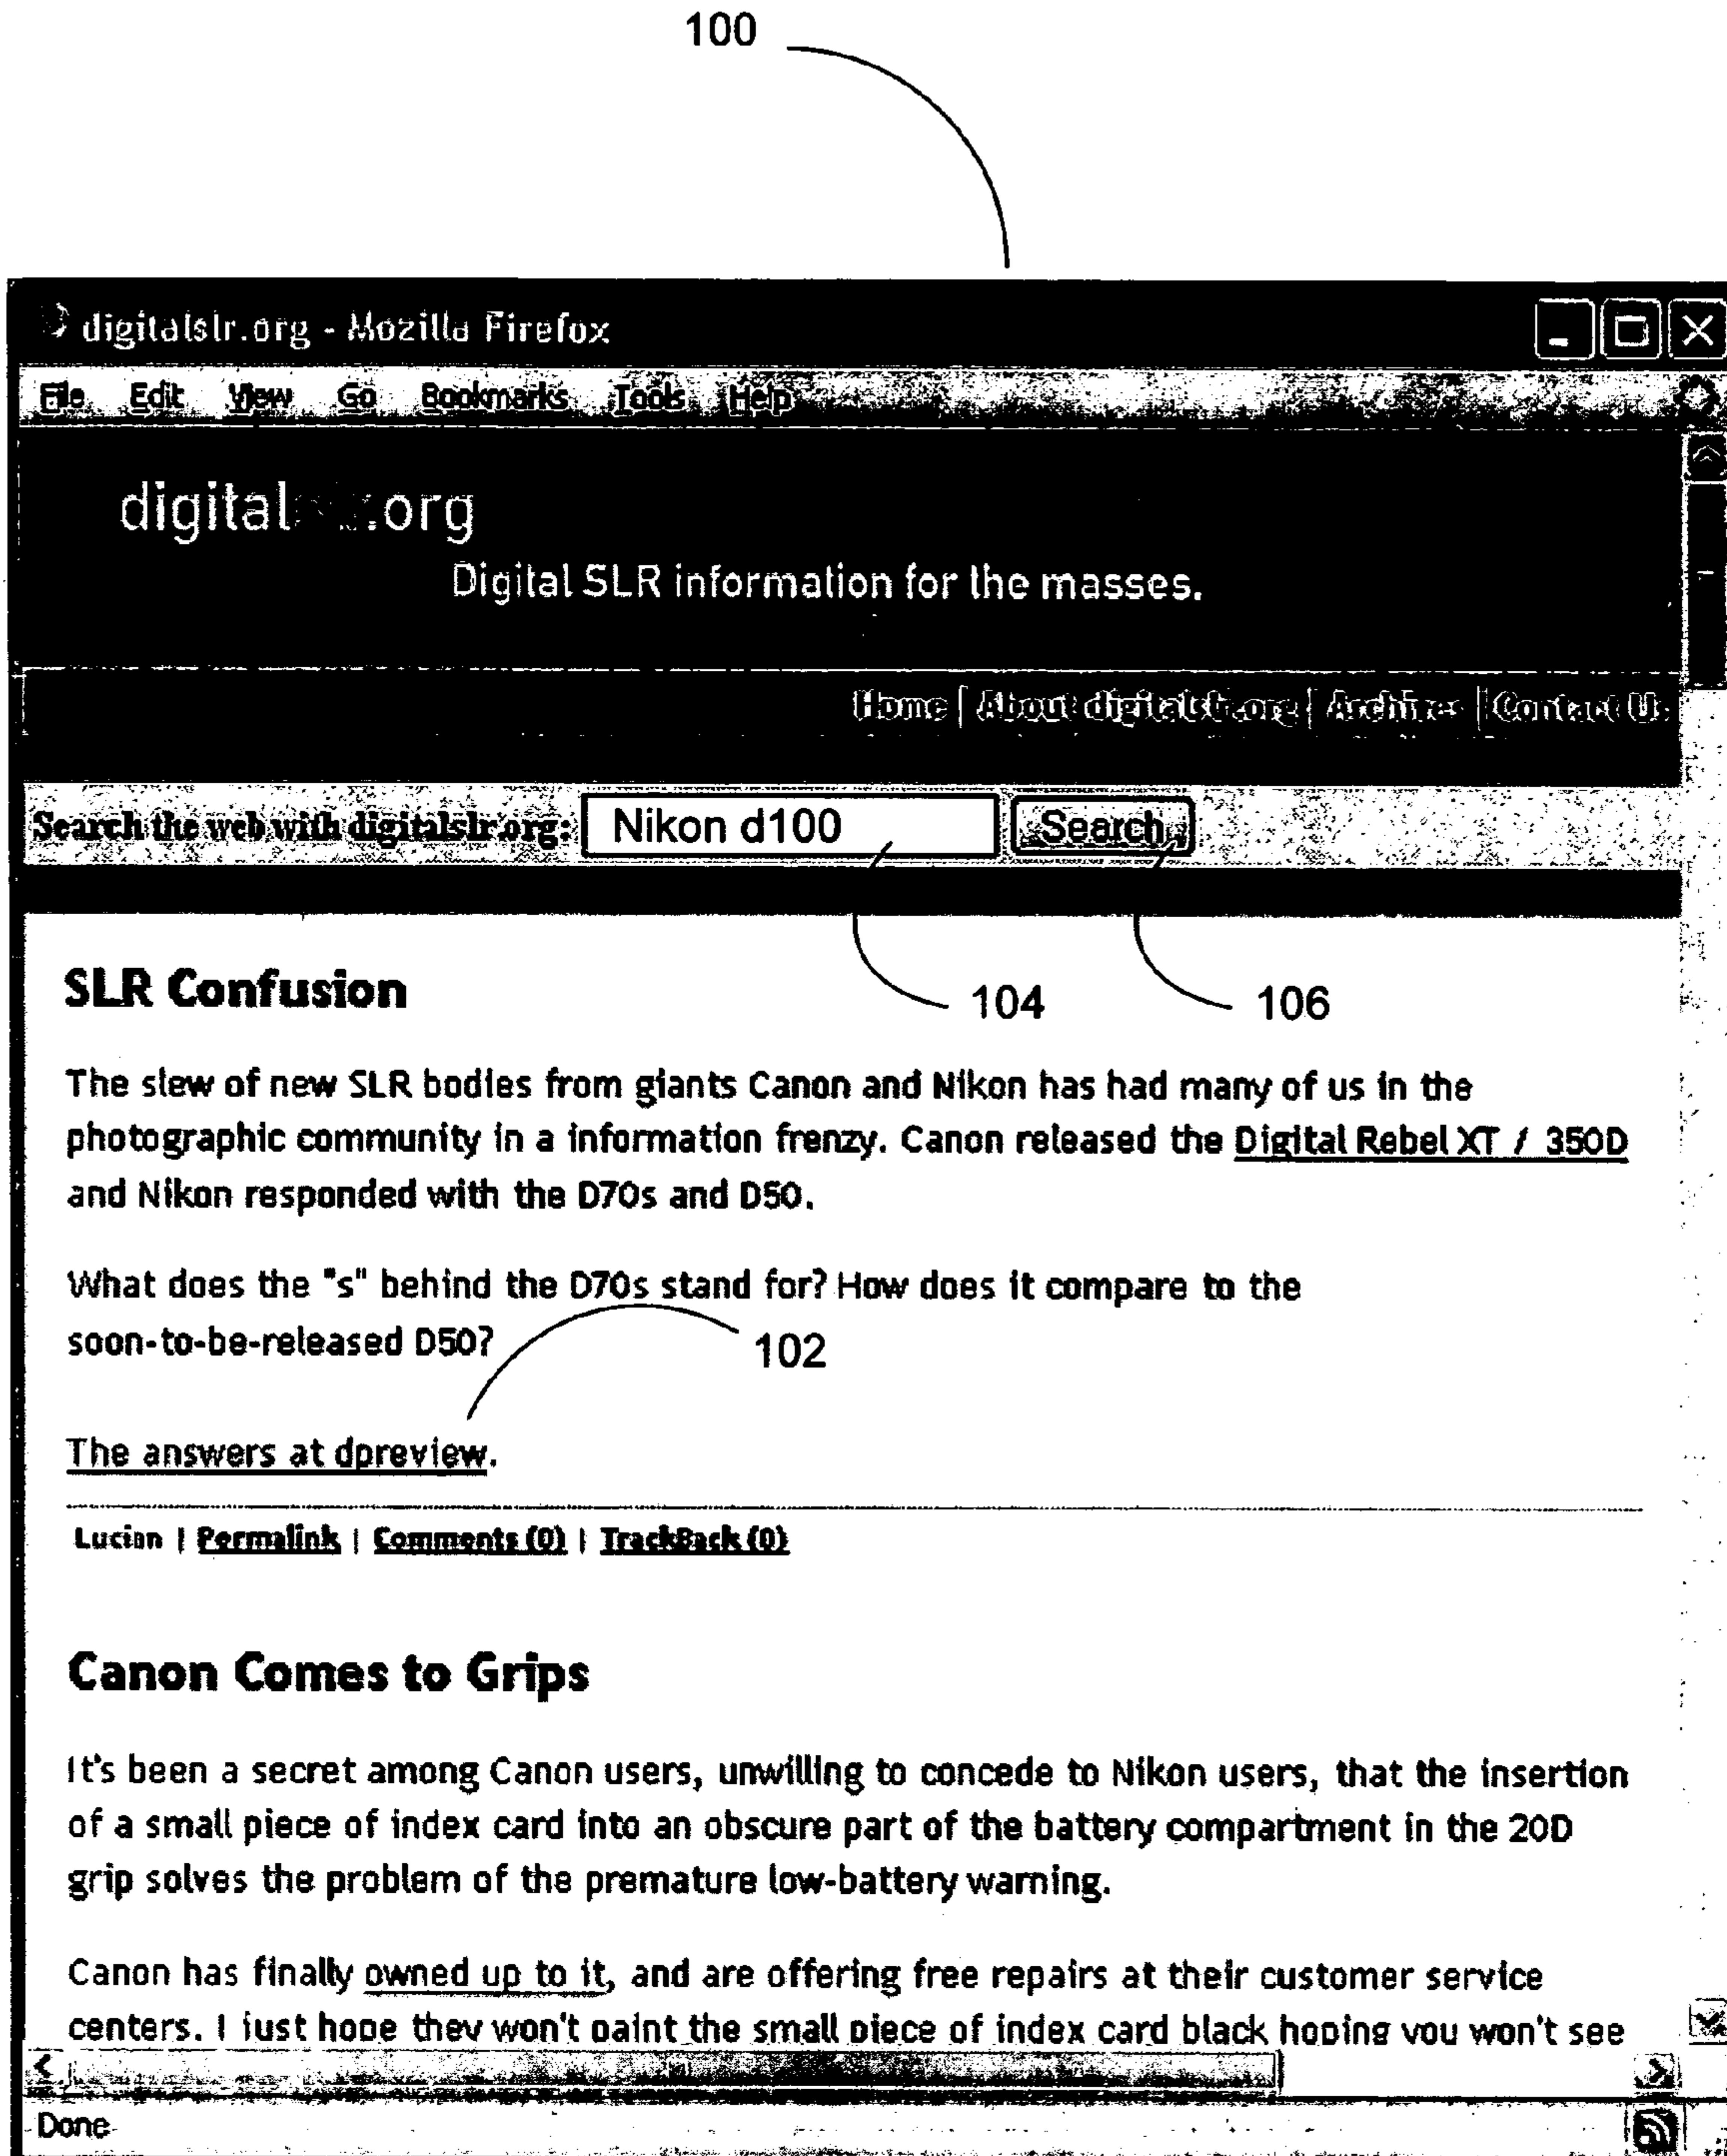 100
digitalslr.org - Mozilla Firefox
File Edit View Go Bookmarks Tools Help
digitalslr.org
Digital SLR information for the masses.
Home | About digitalslr.org | Archives | Contact Us
Search the web with digitalslr.org: Nikon d100 Search
SLR Confusion
104 106
The slew of new SLR bodies from giants Canon and Nikon has had many of us in the
photographic community in a information frenzy. Canon released the Digital Rebel XT / 350D
and Nikon responded with the D70s and D50.
What does the "s" behind the D70s stand for? How does it compare to the
soon-to-be-released D50?
102
The answers at dpreview.
Lucian | Permalink | Comments (0) | TrackBack (0)
Canon Comes to Grips
It's been a secret among Canon users, unwilling to concede to Nikon users, that the insertion
of a small piece of index card into an obscure part of the battery compartment in the 20D
grip solves the problem of the premature low-battery warning.
Canon has finally owned up to it, and are offering free repairs at their customer service
centers. I just hope they won't paint the small piece of index card black hoping you won't see
Done